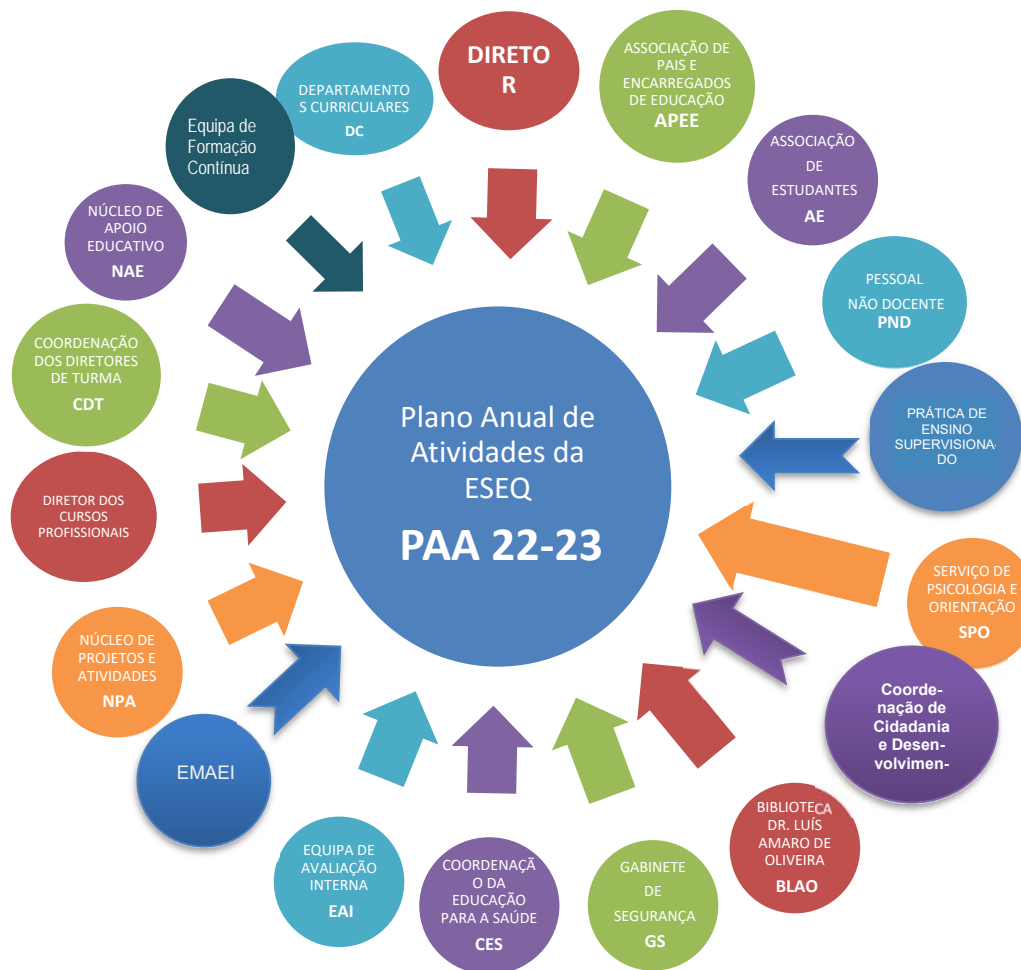 DIRETO
R
ASSOCIAÇÃO DE
PAIS E
ENCARREGADOS
DE EDUCAÇÃO
APEE
ASSOCIAÇÃO
DE
ESTUDANTES
AE
PESSOAL
NÃO DOCENTE
PND
PRÁTICA DE
ENSINO
SUPERVISIONA-
DO
SERVIÇO DE
PSICOLOGIA E
ORIENTAÇÃO
SPO
Coorde-
nação de
Cidadania
e Desen-
volvimen-
BIBLIOTECA
DR. LUÍS
AMARO DE
OLIVEIRA
BLAO
GABINETE
DE
SEGURANÇA
GS
COORDENAÇÃ
O DA
EDUCAÇÃO
PARA A SAÚDE
CES
EQUIPA DE
AVALIAÇÃO
INTERNA
EAI
EMAEI
NÚCLEO DE
PROJETOS E
ATIVIDADES
NPA
DIRETOR DOS
CURSOS
PROFISSIONAIS
COORDENAÇÃO
DOS DIRETORES
DE TURMA
CDT
NÚCLEO DE
APOIO
EDUCATIVO
NAE
Equipa de
Formação
Contínua
DEPARTAMENTO
S CURRICULARES
DC
Plano Anual de
Atividades da
ESEQ
PAA 22-23